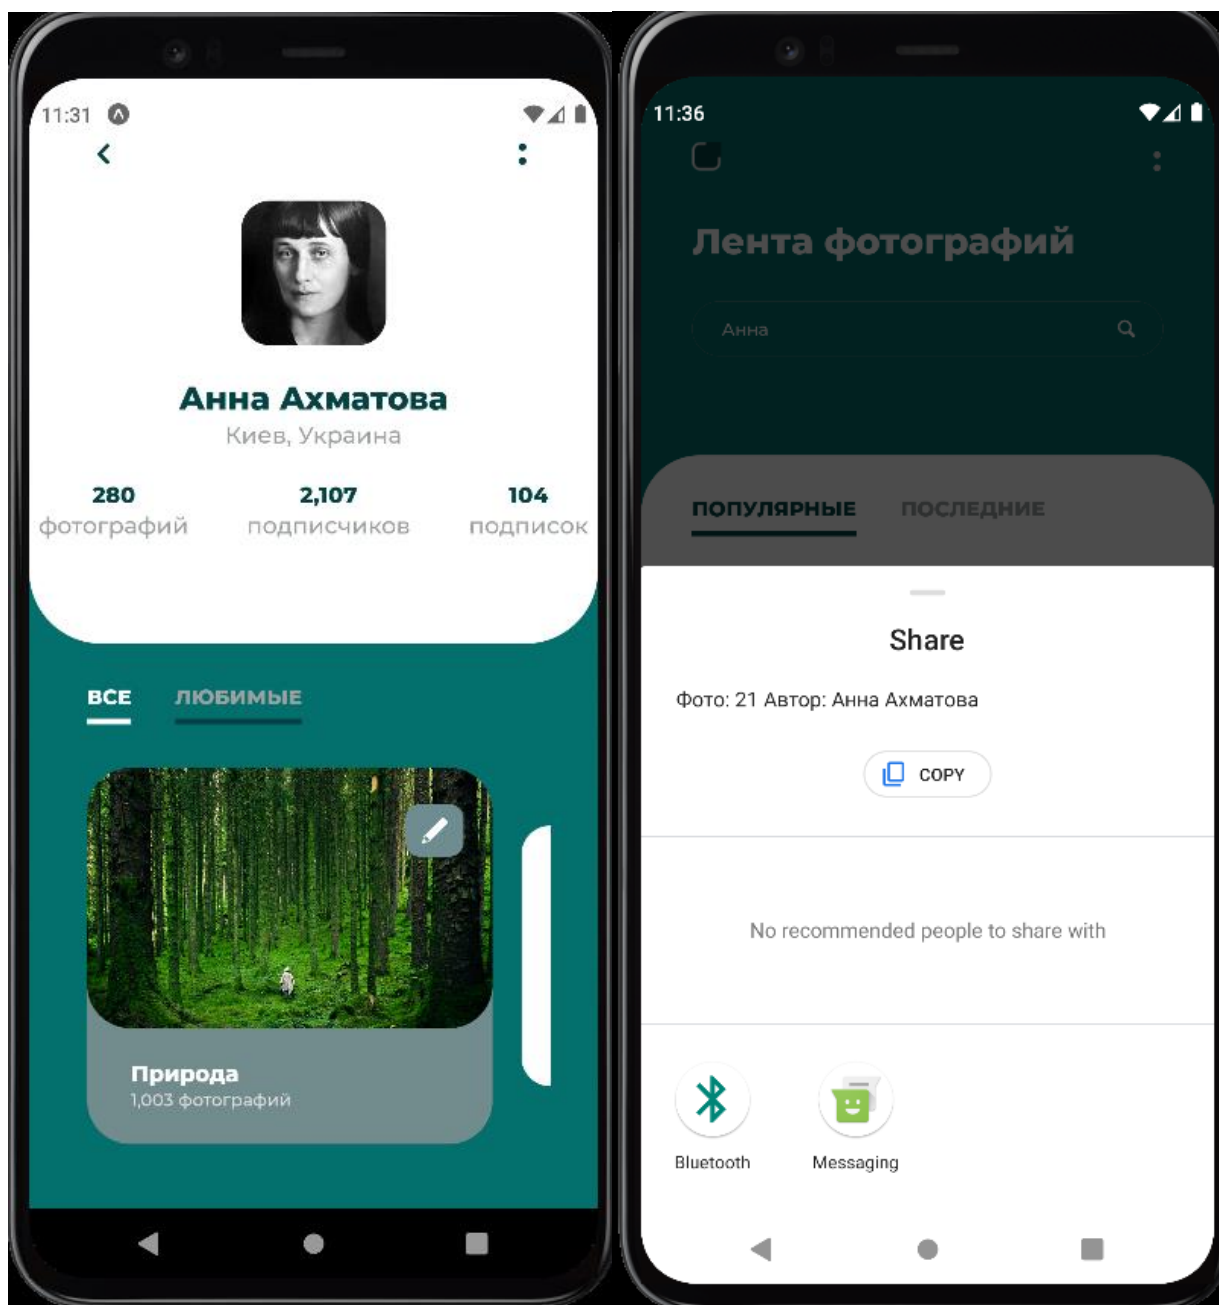 11:31
Анна Ахматова
Киев, Украина
280 2,107 104
фотографий подписчиков подписок
ВСЕ ЛЮБИМЫЕ
Природа
1,003 фотографий
11:36
Лента фотографий
Анна
ПОПУЛЯРНЫЕ ПОСЛЕДНИЕ
Share
Фото: 21 Автор: Анна Ахматова
COPY
No recommended people to share with
Bluetooth Messaging